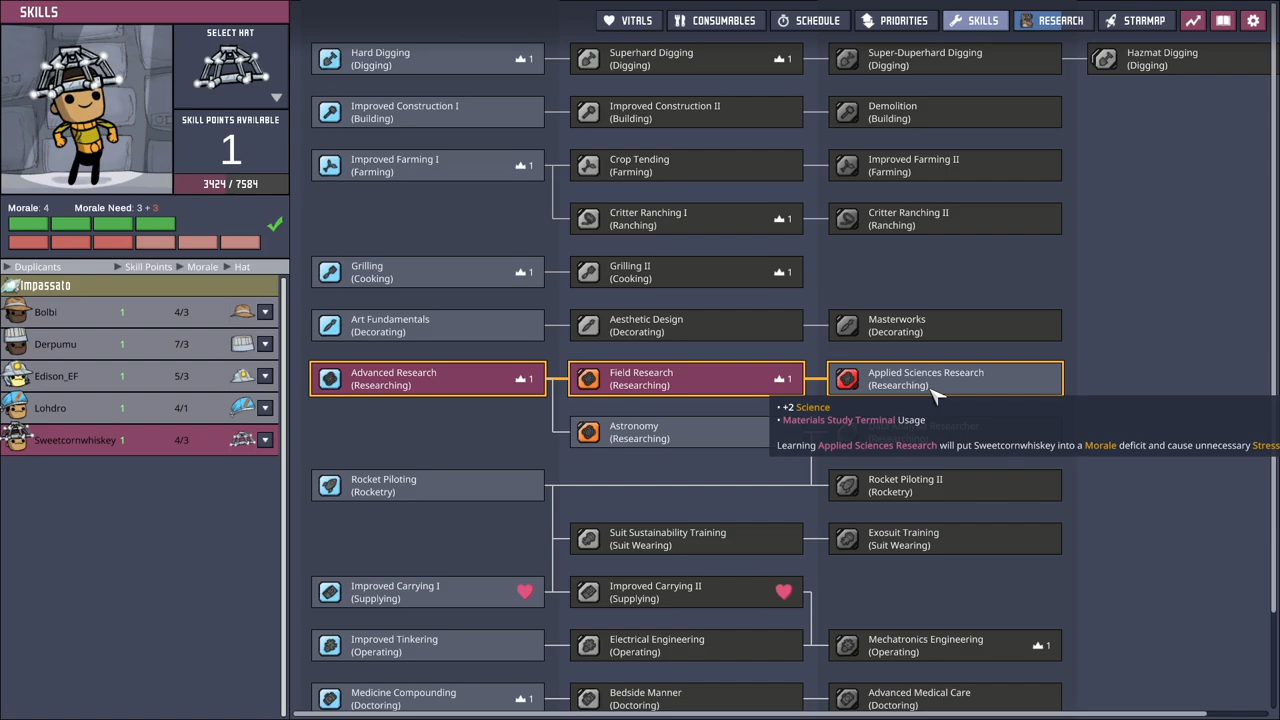 SKILLS
VITALS
CONSUMABLES
SCHEDULE
PRIORITIES
SKILLS
RESEARCH
STARMAP
SELECT HAT
SKILL POINTS AVAILABLE
1
3424 / 7584
Morale: 4
Morale Need: 3 + 3
Duplicants
Skill Points
Morale
Hat
Impassato
Bolbi 1 4/3
Derpumu 1 7/3
Edison_EF 1 5/3
Lohdro 1 4/1
Sweetcornwhiskey 1 4/3
Hard Digging
(Digging)
1
Superhard Digging
(Digging)
1
Super-Duperhard Digging
(Digging)
Hazmat Digging
(Digging)
Improved Construction I
(Building)
Improved Construction II
(Building)
Demolition
(Building)
Improved Farming I
(Farming)
1
Crop Tending
(Farming)
Improved Farming II
(Farming)
Critter Ranching I
(Ranching)
1
Critter Ranching II
(Ranching)
Grilling
(Cooking)
1
Grilling II
(Cooking)
1
Art Fundamentals
(Decorating)
Aesthetic Design
(Decorating)
Masterworks
(Decorating)
Advanced Research
(Researching)
1
Field Research
(Researching)
1
Applied Sciences Research
(Researching)
• +2 Science
• Materials Study Terminal Usage
Learning Applied Sciences Research will put Sweetcornwhiskey into a Morale deficit and cause unnecessary Stress
Astronomy
(Researching)
Rocket Piloting
(Rocketry)
Rocket Piloting II
(Rocketry)
Suit Sustainability Training
(Suit Wearing)
Exosuit Training
(Suit Wearing)
Improved Carrying I
(Supplying)
Improved Carrying II
(Supplying)
Improved Tinkering
(Operating)
Electrical Engineering
(Operating)
Mechatronics Engineering
(Operating)
1
Medicine Compounding
(Doctoring)
1
Bedside Manner
(Doctoring)
Advanced Medical Care
(Doctoring)